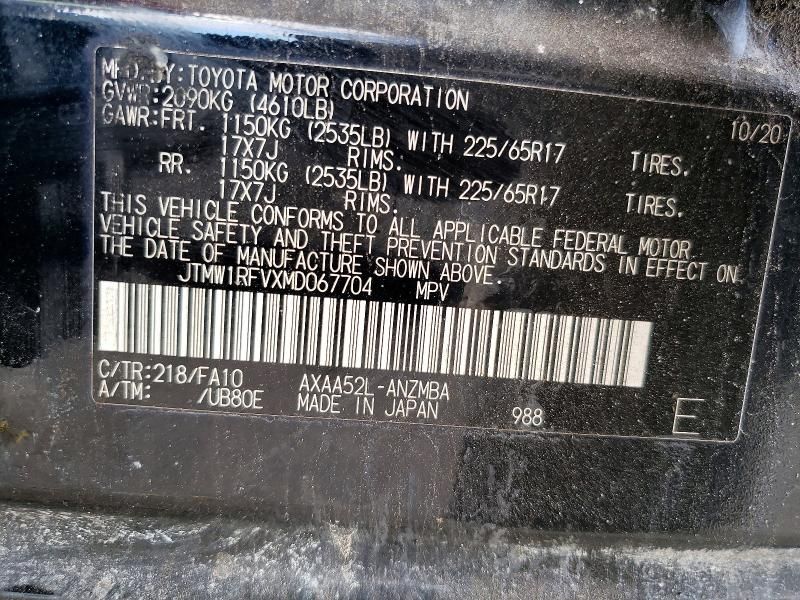 MFD. BY: TOYOTA MOTOR CORPORATION 10/20
GVWR: 2090KG (4610LB)
GAWR: FRT. 1150KG (2535LB) WITH 225/65R17 TIRES.
17X7J RIMS.
RR. 1150KG (2535LB) WITH 225/65R17 TIRES.
17X7J RIMS.
THIS VEHICLE CONFORMS TO ALL APPLICABLE FEDERAL MOTOR
VEHICLE SAFETY AND THEFT PREVENTION STANDARDS IN EFFECT ON
THE DATE OF MANUFACTURE SHOWN ABOVE.
JTMW1RFVXMD067704 MPV
C/TR: 218/FA10 AXAA52L-ANZMBA
A/TM: /UB80E MADE IN JAPAN 988 E